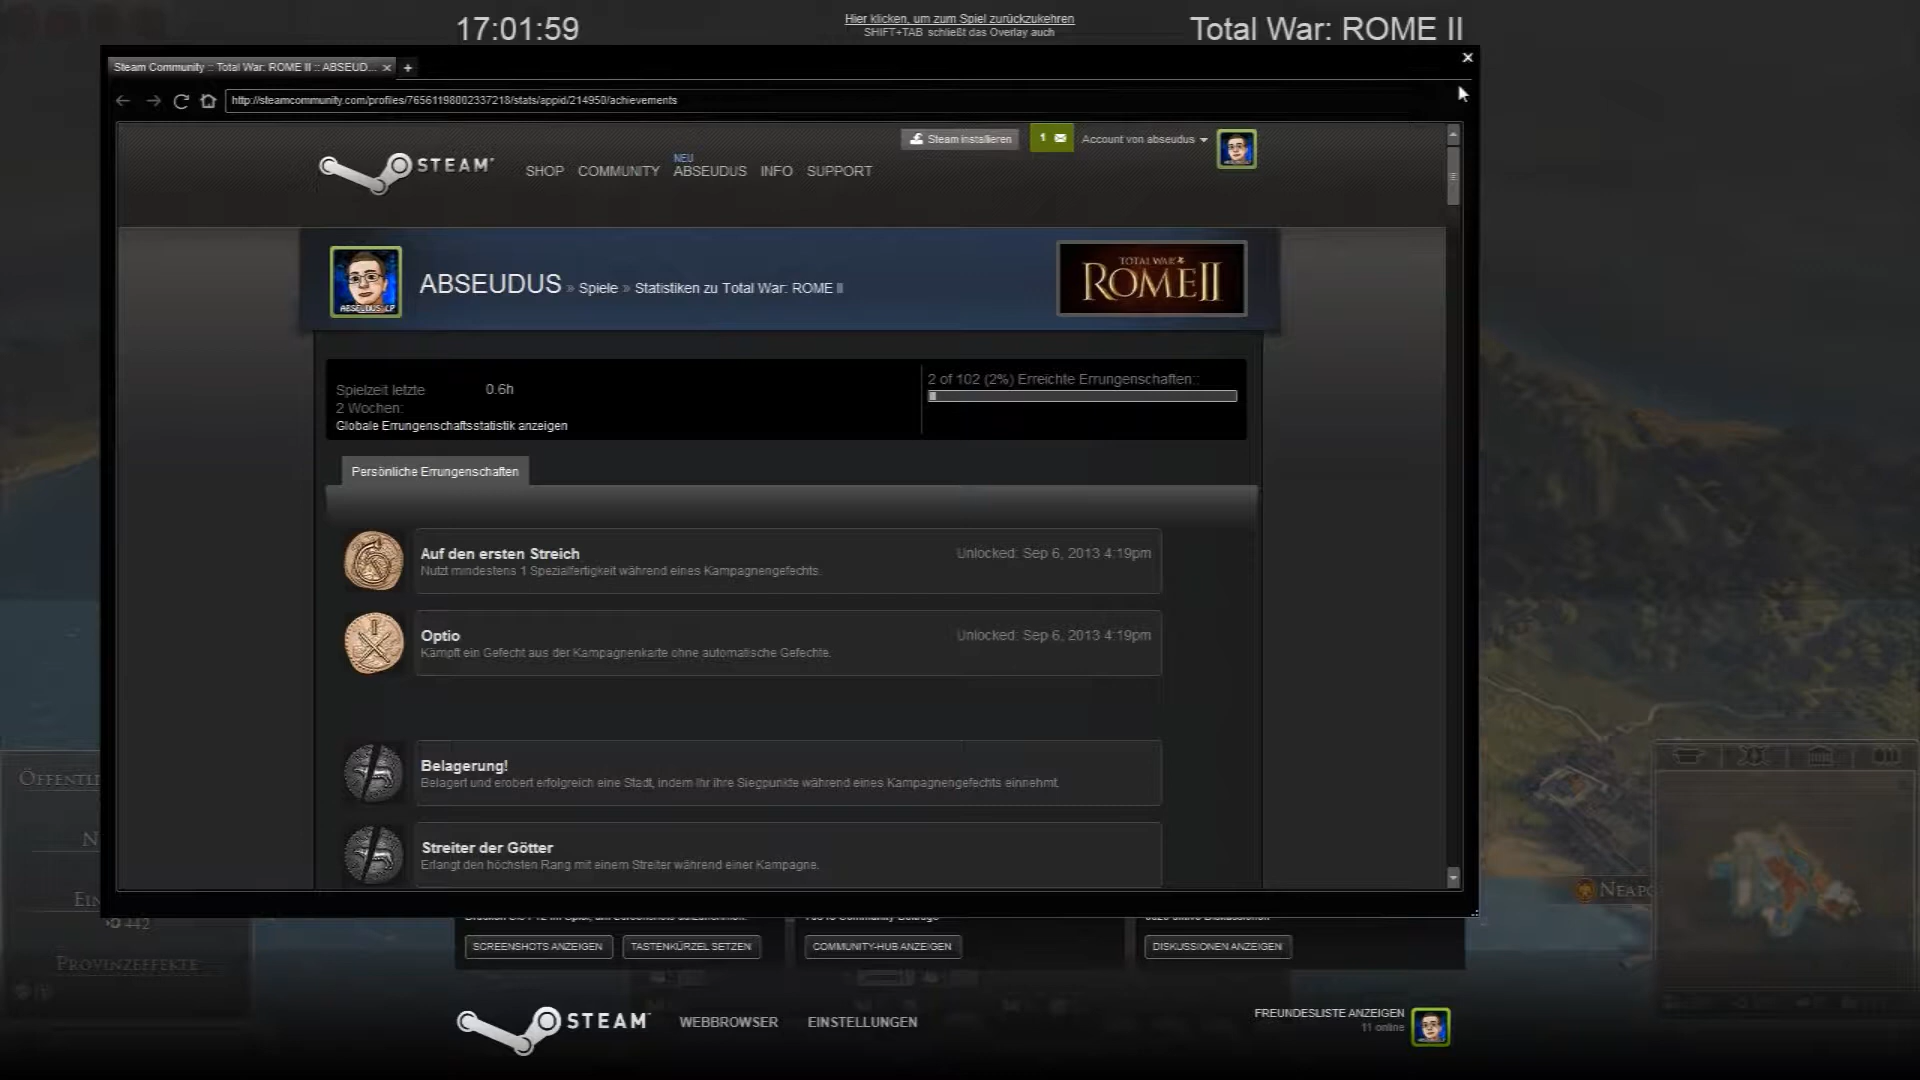 17:01:59
Hier klicken, um zum Spiel zurückzukehren
SHIFT+TAB schließt das Overlay auch
Total War: ROME II
Steam Community :: Total War: ROME II :: ABSEUD...
http://steamcommunity.com/profiles/76561198002337218/stats/appid/214950/achievements
Steam installieren
1
Account von abseudus
STEAM
SHOP
COMMUNITY
NEU
ABSEUDUS
INFO
SUPPORT
ABSEUDUS LP
ABSEUDUS » Spiele » Statistiken zu Total War: ROME II
TOTAL WAR
ROME II
Spielzeit letzte
2 Wochen:
0.6h
Globale Errungenschaftsstatistik anzeigen
2 of 102 (2%) Erreichte Errungenschaften::
Persönliche Errungenschaften
Auf den ersten Streich
Unlocked: Sep 6, 2013 4:19pm
Nutzt mindestens 1 Spezialfertigkeit während eines Kampagnengefechts.
Optio
Unlocked: Sep 6, 2013 4:19pm
Kämpft ein Gefecht aus der Kampagnenkarte ohne automatische Gefechte.
Belagerung!
Belagert und erobert erfolgreich eine Stadt, indem Ihr ihre Siegpunkte während eines Kampagnengefechts einnehmt.
Streiter der Götter
Erlangt den höchsten Rang mit einem Streiter während einer Kampagne.
ÖFFENTLI
N
EIN
442
PROVINZEFFEKTE
NEAPO
SCREENSHOTS ANZEIGEN
TASTENKÜRZEL SETZEN
COMMUNITY-HUB ANZEIGEN
DISKUSSIONEN ANZEIGEN
STEAM
WEBBROWSER
EINSTELLUNGEN
FREUNDESLISTE ANZEIGEN
11 online